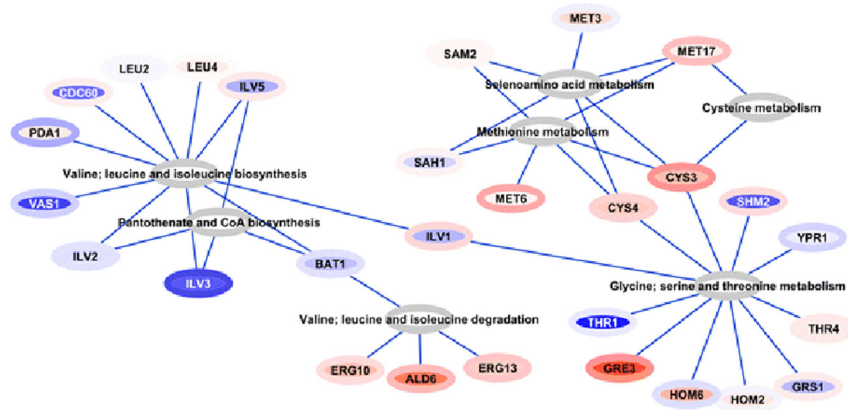 MET3
SAM2
MET17
LEU2
LEU4
CDC60
ILV5
Selenoamino acid metabolism
Cysteine metabolism
PDA1
Methionine metabolism
SAH1
Valine; leucine and isoleucine biosynthesis
CYS3
MET6
VAS1
SHM2
CYS4
Pantothenate and CoA biosynthesis
ILV1
YPR1
ILV2
BAT1
ILV3
Glycine; serine and threonine metabolism
Valine; leucine and isoleucine degradation
THR1
THR4
ERG10
ALD6
ERG13
GRE3
HOM6
HOM2
GRS1